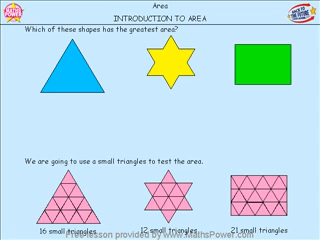 Area
INTRODUCTION TO AREA
Which of these shapes has the greatest area?
We are going to use a small triangles to test the area.
16 small triangles
12 small triangles
21 small triangles
Free lesson provided by www.MathsPower.com